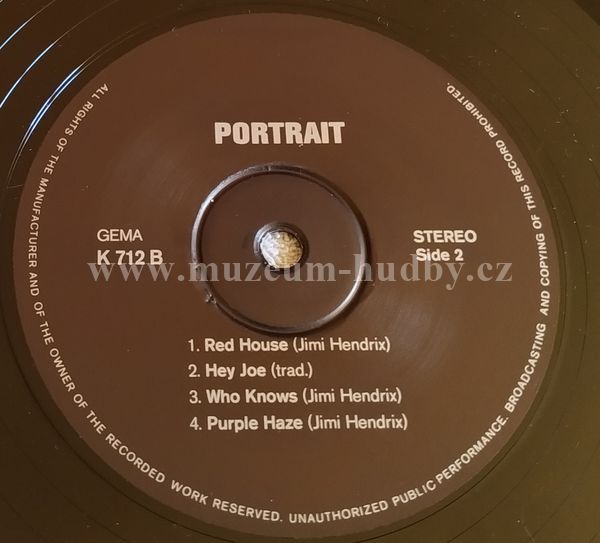 PORTRAIT
GEMA
K 712 B
STEREO
Side 2
www.muzeum-hudby.cz
1. Red House (Jimi Hendrix)
2. Hey Joe (trad.)
3. Who Knows (Jimi Hendrix)
4. Purple Haze (Jimi Hendrix)
ALL RIGHTS OF THE MANUFACTURER AND OF THE OWNER OF THE RECORDED WORK RESERVED. UNAUTHORIZED PUBLIC PERFORMANCE. BROADCASTING AND COPYING OF THIS RECORD PROHIBITED.